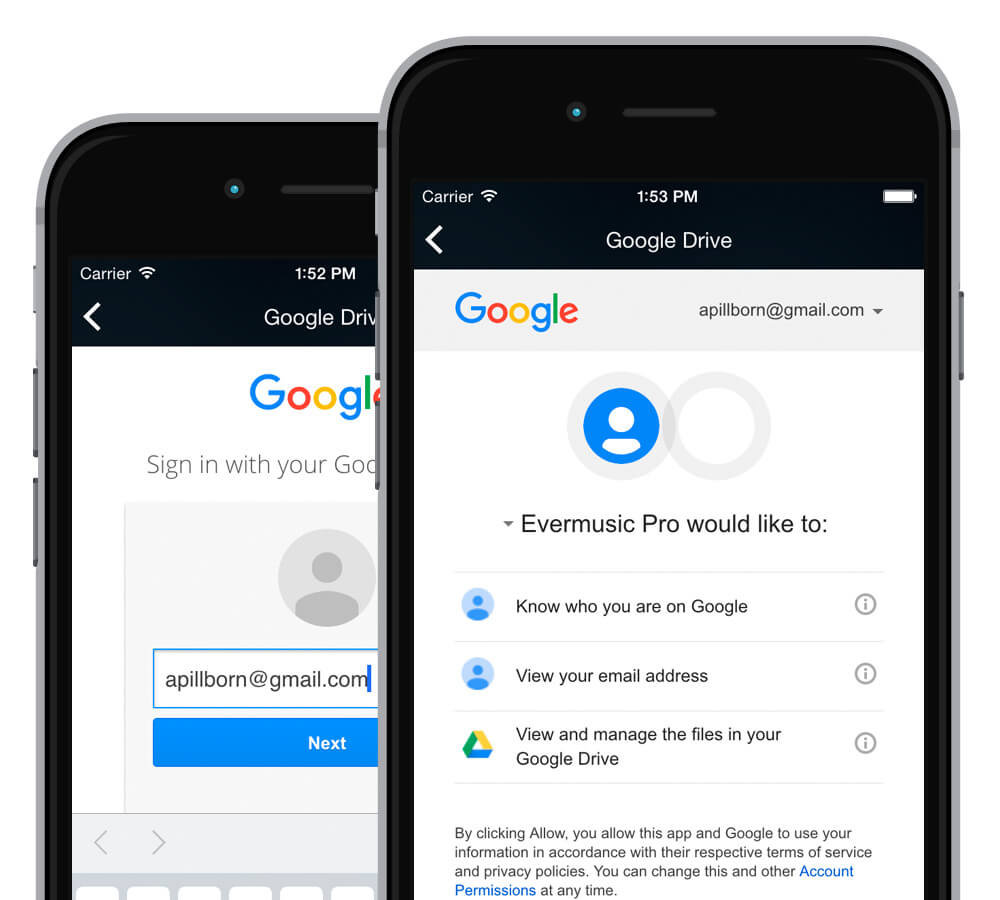 Carrier
1:52 PM
Google Driv
Googl
Sign in with your Goo
apillborn@gmail.com
Next
Carrier
1:53 PM
Google Drive
Google
apillborn@gmail.com
Evermusic Pro would like to:
Know who you are on Google
View your email address
View and manage the files in your
Google Drive
By clicking Allow, you allow this app and Google to use your
information in accordance with their respective terms of service
and privacy policies. You can change this and other Account
Permissions at any time.